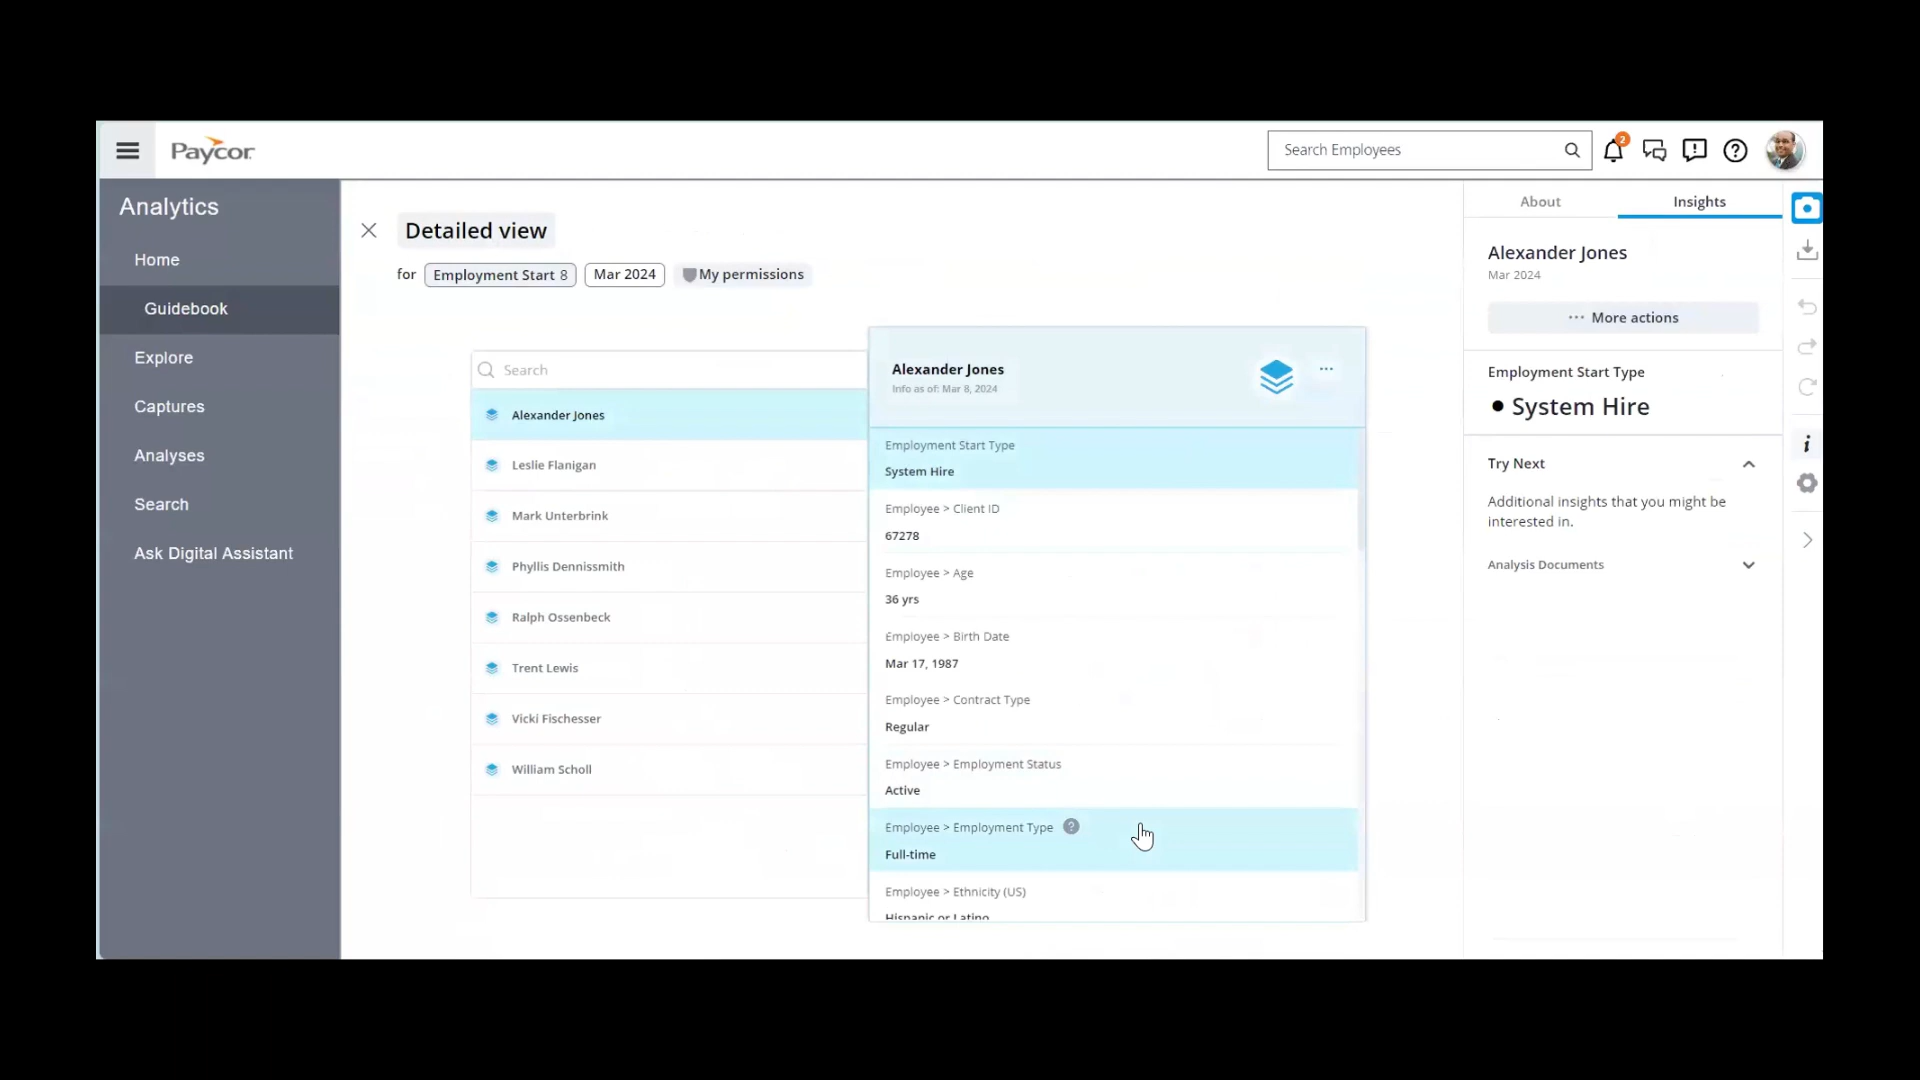 Paycor
Search Employees
2
Analytics
Home
Guidebook
Explore
Captures
Analyses
Search
Ask Digital Assistant
Detailed view
for Employment Start 8 Mar 2024 My permissions
Search
Alexander Jones
Leslie Flanigan
Mark Unterbrink
Phyllis Dennissmith
Ralph Ossenbeck
Trent Lewis
Vicki Fischesser
William Scholl
Alexander Jones
Info as of: Mar 8, 2024
Employment Start Type
System Hire
Employee > Client ID
67278
Employee > Age
36 yrs
Employee > Birth Date
Mar 17, 1987
Employee > Contract Type
Regular
Employee > Employment Status
Active
Employee > Employment Type ?
Full-time
Employee > Ethnicity (US)
Hispanic or Latino
About Insights
Alexander Jones
Mar 2024
··· More actions
Employment Start Type
• System Hire
Try Next
Additional insights that you might be
interested in.
Analysis Documents